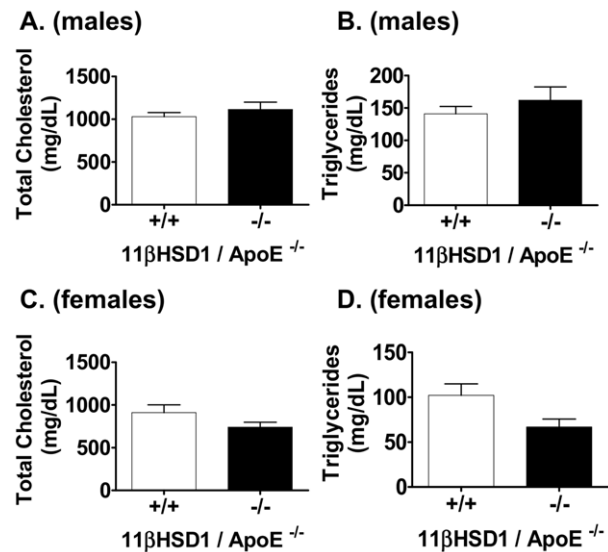 A. (males)
Total Cholesterol
(mg/dL)
1500
1000
500
0
+/+
-/-
11βHSD1 / ApoE -/-
B. (males)
Triglycerides
(mg/dL)
200
150
100
50
0
+/+
-/-
11βHSD1 / ApoE -/-
C. (females)
Total Cholesterol
(mg/dL)
1500
1000
500
0
+/+
-/-
11βHSD1 / ApoE -/-
D. (females)
Triglycerides
(mg/dL)
150
100
50
0
+/+
-/-
11βHSD1 / ApoE -/-